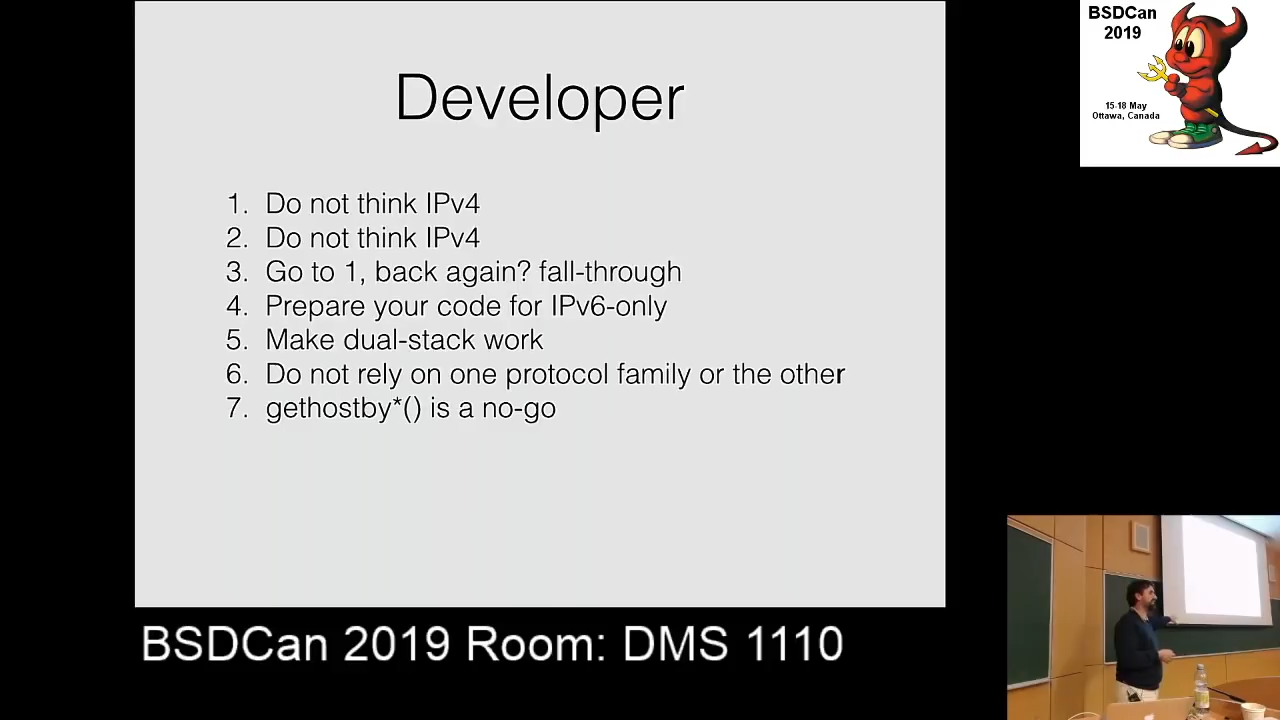 Developer
1. Do not think IPv4
2. Do not think IPv4
3. Go to 1, back again? fall-through
4. Prepare your code for IPv6-only
5. Make dual-stack work
6. Do not rely on one protocol family or the other
7. gethostby*() is a no-go
BSDCan
2019
15-18 May
Ottawa, Canada
BSDCan 2019 Room: DMS 1110